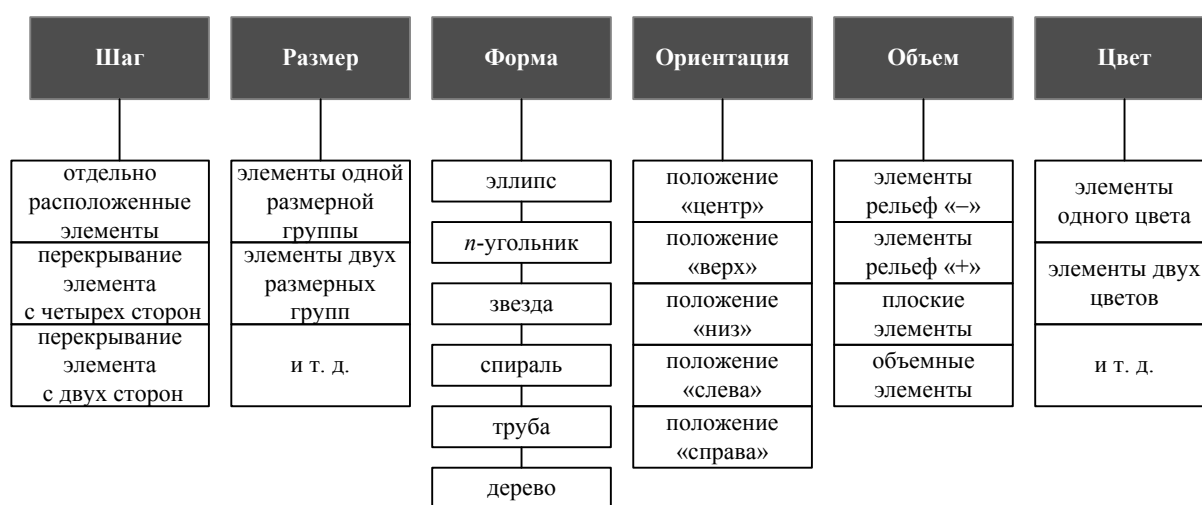 Шаг
отдельно
расположенные
элементы
перекрывание
элемента
с четырех сторон
перекрывание
элемента
с двух сторон
Размер
элементы одной
размерной
группы
элементы двух
размерных
групп
и т. д.
Форма
эллипс
n-угольник
звезда
спираль
труба
дерево
Ориентация
положение
«центр»
положение
«верх»
положение
«низ»
положение
«слева»
положение
«справа»
Объем
элементы
рельеф «–»
элементы
рельеф «+»
плоские
элементы
объемные
элементы
Цвет
элементы
одного цвета
элементы двух
цветов
и т. д.